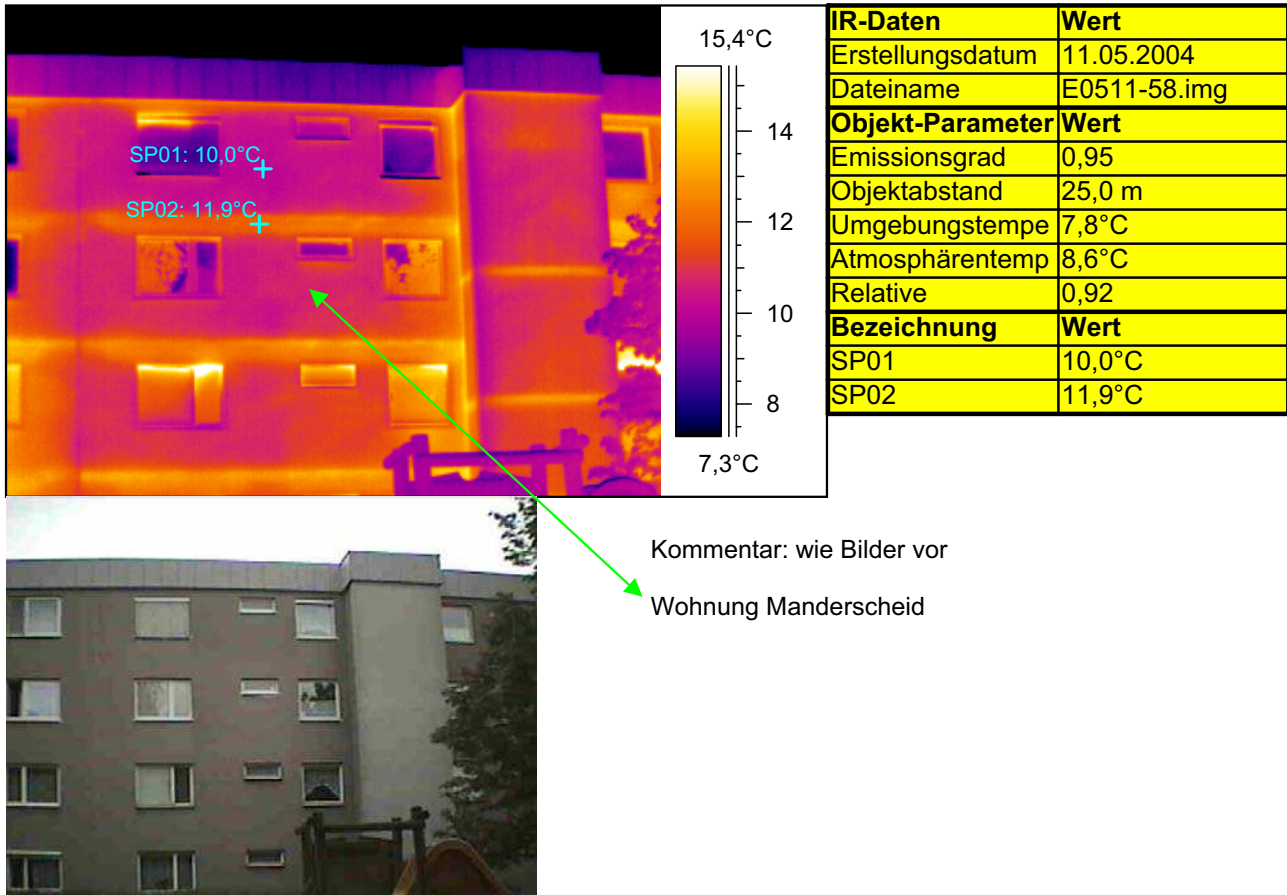 15,4°C
14
12
10
8
7,3°C
SP01: 10,0°C
SP02: 11,9°C
IR-Daten Wert
Erstellungsdatum 11.05.2004
Dateiname E0511-58.img
Objekt-Parameter Wert
Emissionsgrad 0,95
Objektabstand 25,0 m
Umgebungstempe 7,8°C
Atmosphärentemp 8,6°C
Relative 0,92
Bezeichnung Wert
SP01 10,0°C
SP02 11,9°C
Kommentar: wie Bilder vor
Wohnung Manderscheid